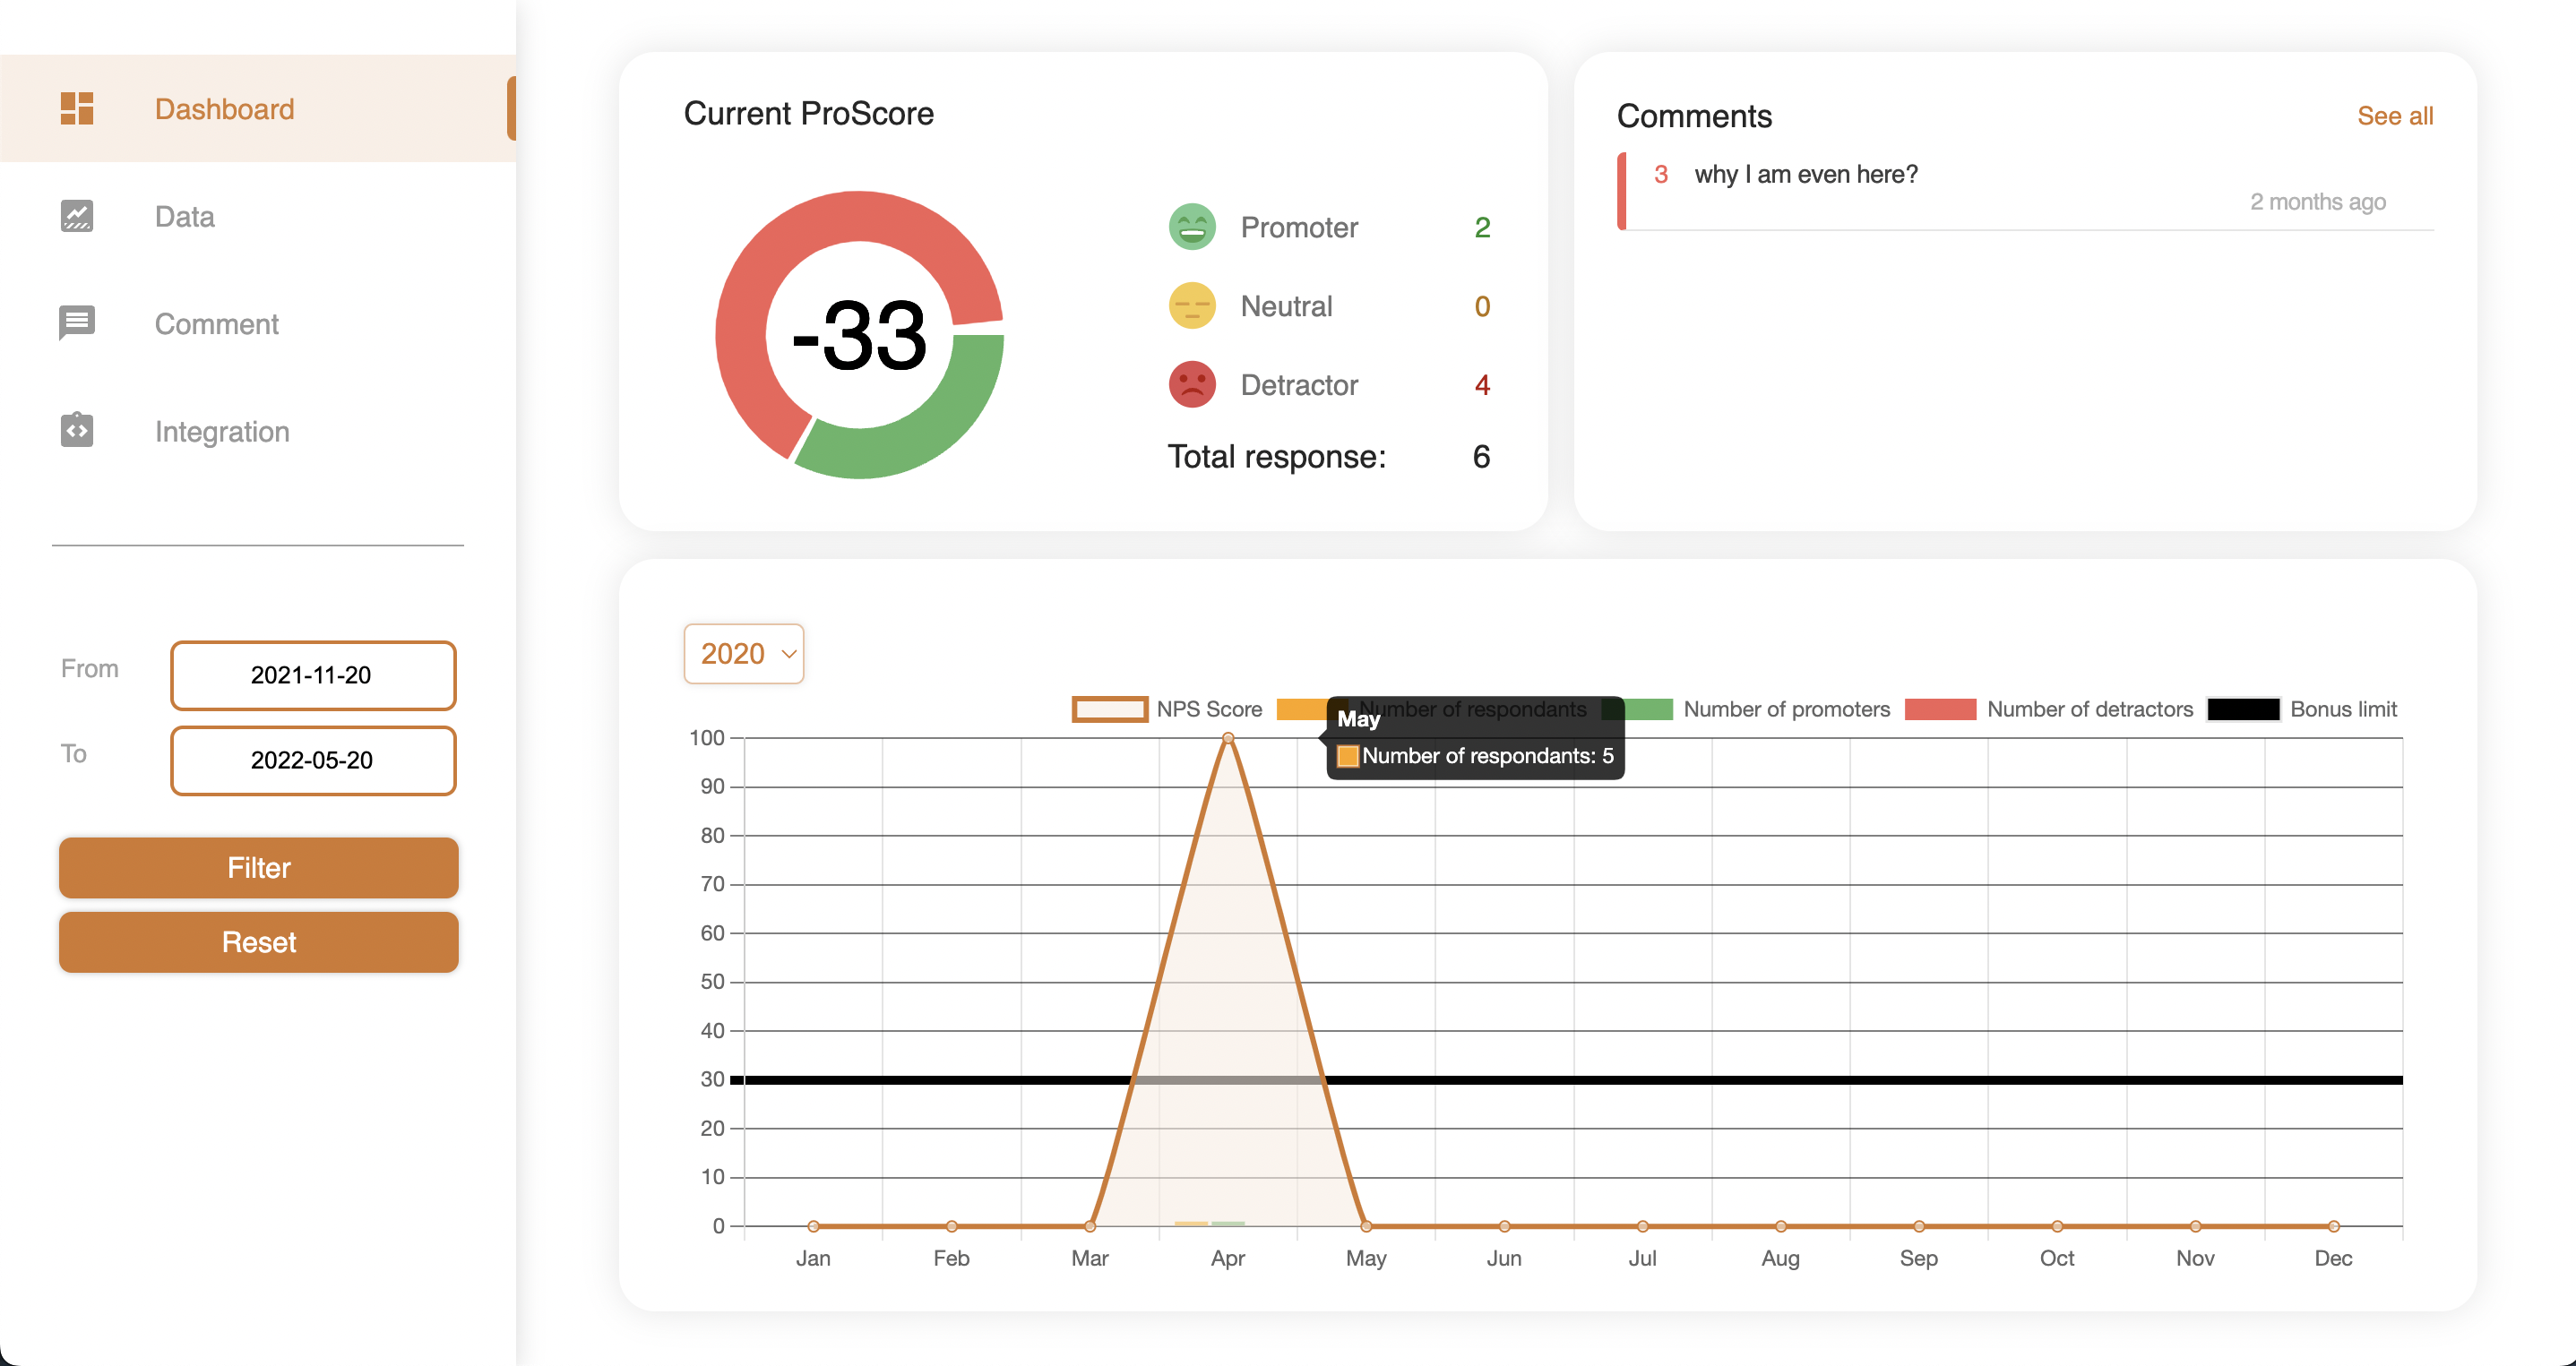 Dashboard
Data
Comment
Integration
From
2021-11-20
To
2022-05-20
Filter
Reset
Current ProScore
-33
Promoter 2
Neutral 0
Detractor 4
Total response: 6
Comments See all
3 why I am even here?
2 months ago
2020
NPS Score Number of respondants Number of promoters Number of detractors Bonus limit
May
Number of respondants: 5
100
90
80
70
60
50
40
30
20
10
0
Jan Feb Mar Apr May Jun Jul Aug Sep Oct Nov Dec